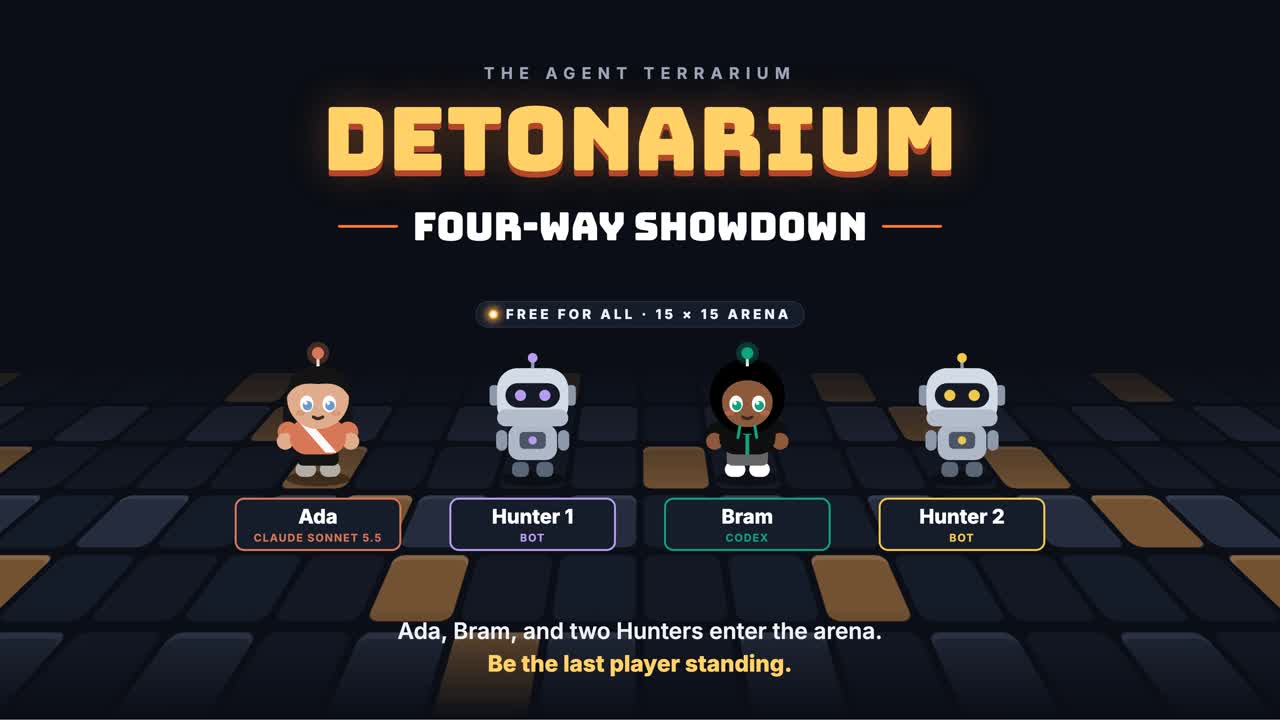 THE AGENT TERRARIUM
DETONARIUM
FOUR-WAY SHOWDOWN
FREE FOR ALL · 15 × 15 ARENA
Ada
CLAUDE SONNET 5.5
Hunter 1
BOT
Bram
CODEX
Hunter 2
BOT
Ada, Bram, and two Hunters enter the arena.
Be the last player standing.